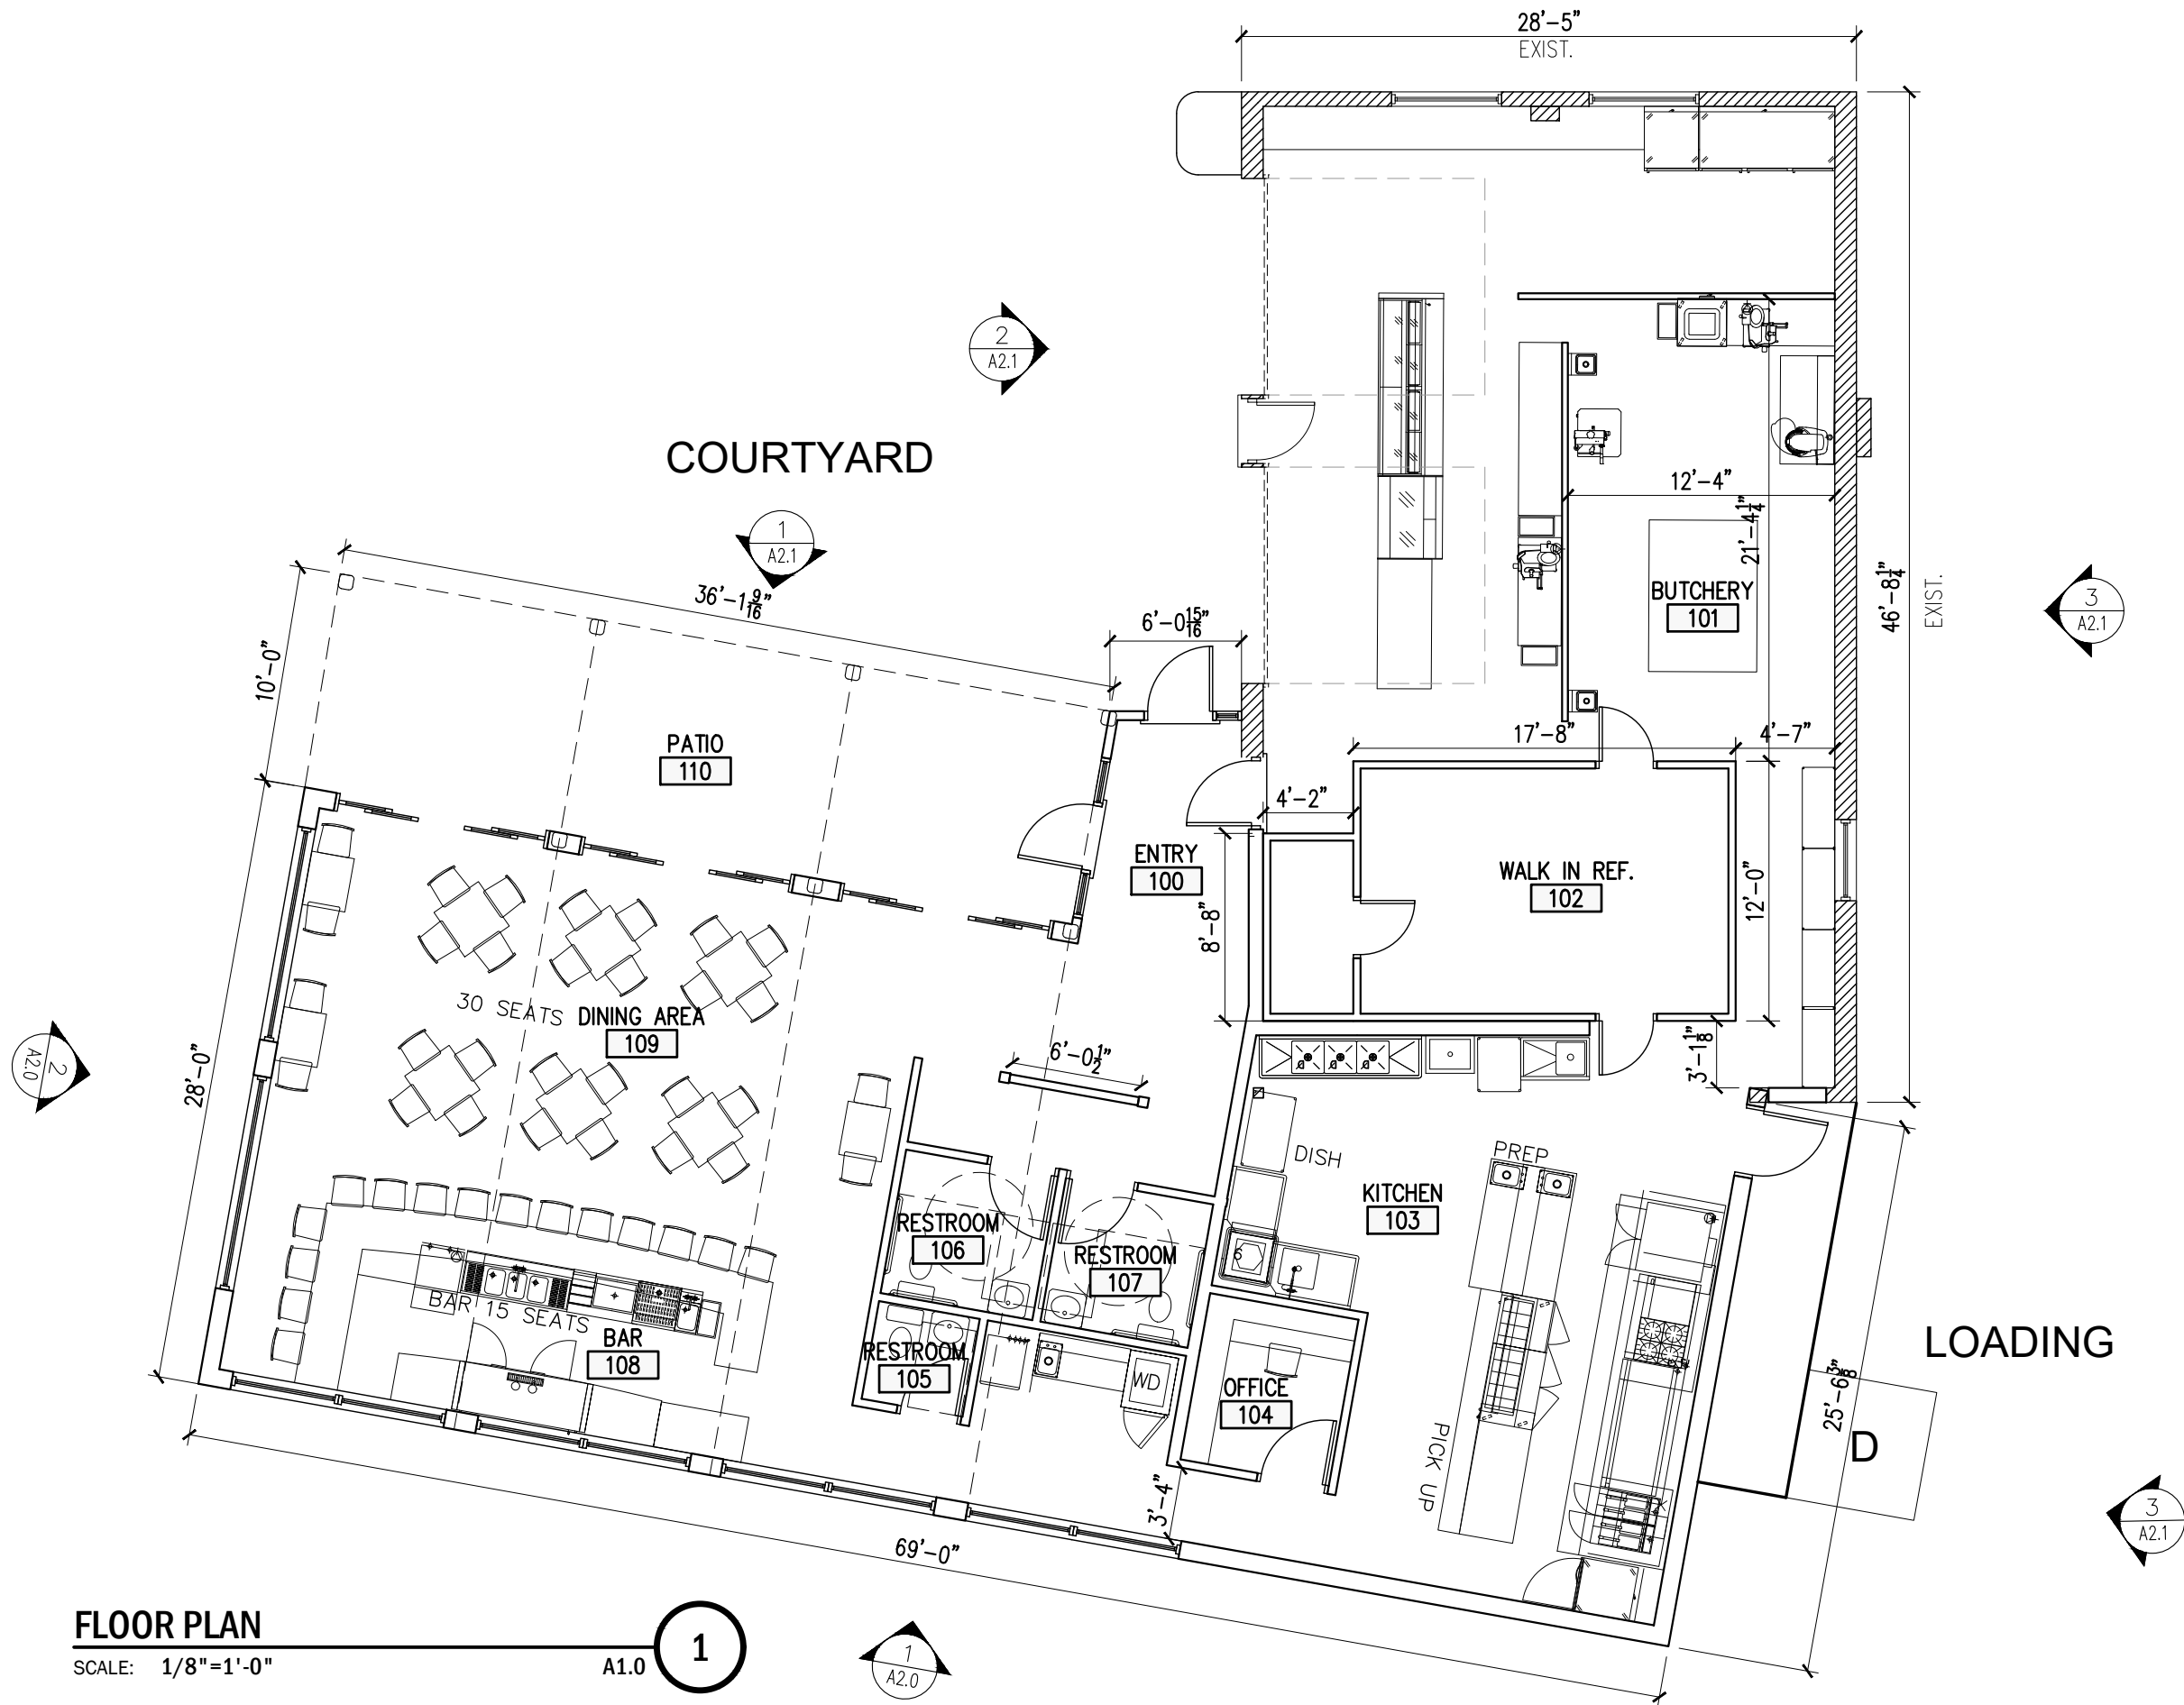 28'-5"
EXIST.
2
A2.1
COURTYARD
1
A2.1
36'-1 9/16"
6'-0 15/16"
10'-0"
12'-4"
21'-4 1/4"
BUTCHERY
101
46'-8 1/4"
EXIST.
3
A2.1
PATIO
110
17'-8"
4'-7"
4'-2"
ENTRY
100
WALK IN REF.
102
12'-0"
8'-8"
30 SEATS
DINING AREA
109
28'-0"
2
A2.0
6'-0 1/2"
3'-1 1/8"
DISH
PREP
KITCHEN
103
RESTROOM
106
RESTROOM
107
BAR 15 SEATS
BAR
108
RESTROOM
105
WD
OFFICE
104
PICK UP
LOADING
25'-6 3/8"
D
3'-4"
69'-0"
3
A2.1
FLOOR PLAN
SCALE: 1/8"=1'-0"
A1.0
1
1
A2.0